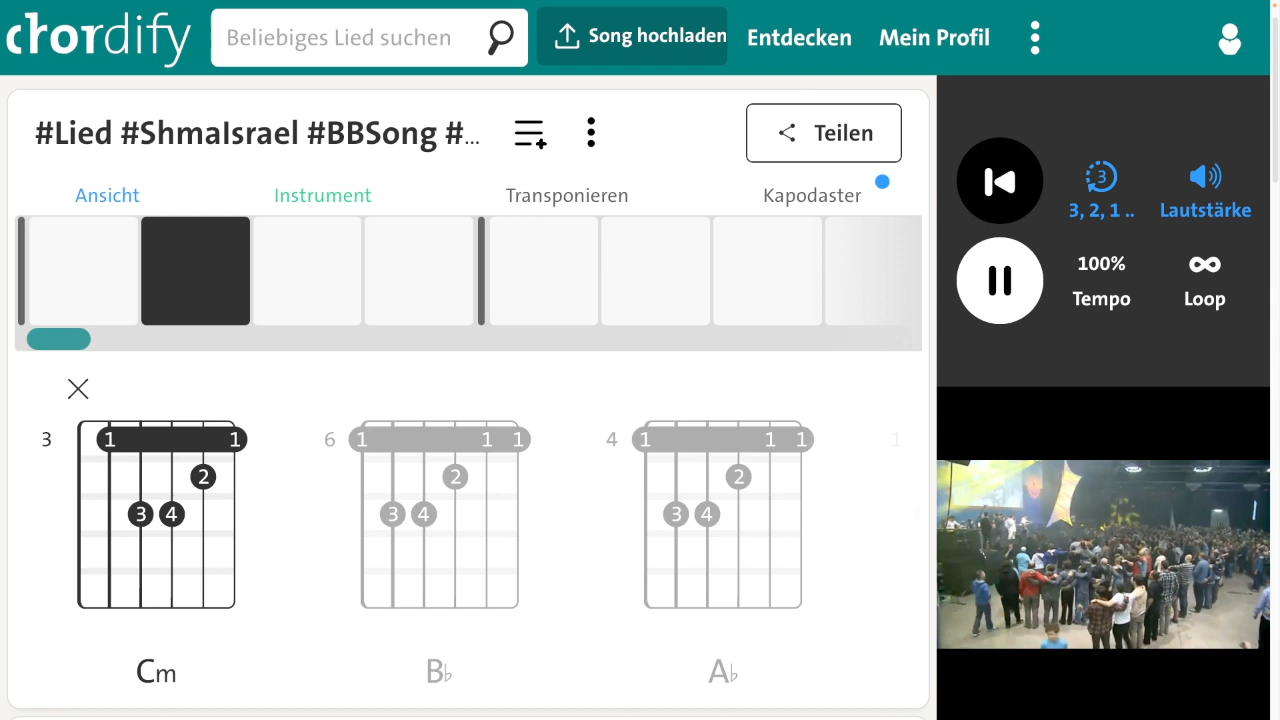 chordify
Beliebiges Lied suchen
Song hochladen
Entdecken
Mein Profil
#Lied #ShmaIsrael #BBSong #...
Teilen
Ansicht
Instrument
Transponieren
Kapodaster
3
3, 2, 1 ..
Lautstärke
100%
Tempo
Loop
3
1
1
2
3
4
6
1
1
1
2
3
4
4
1
1
1
2
3
4
1
Cm
B♭
A♭